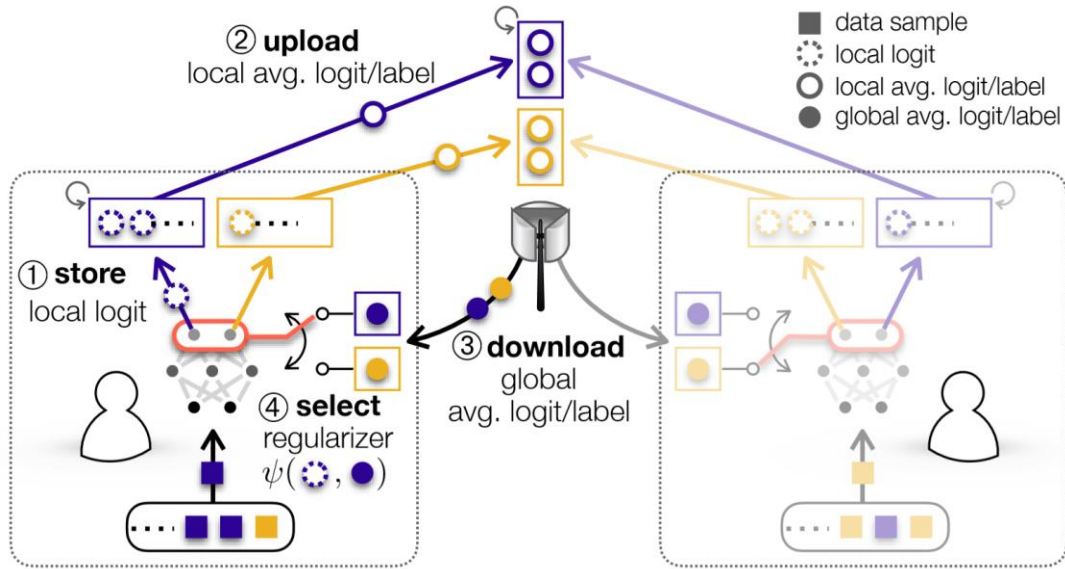 ② upload
local avg. logit/label
data sample
local logit
local avg. logit/label
global avg. logit/label
① store
local logit
③ download
global
avg. logit/label
④ select
regularizer
ψ( , )